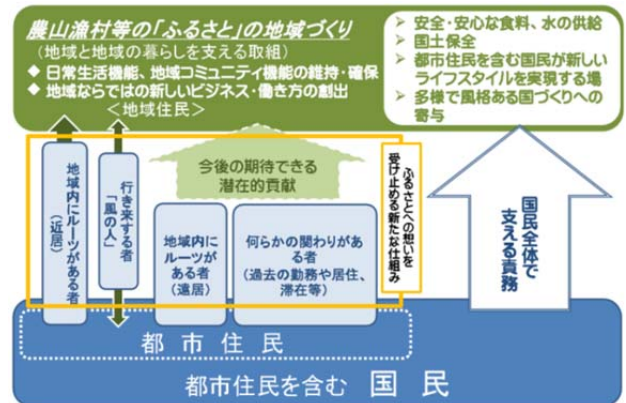 農山漁村等の「ふるさと」の地域づくり
(地域と地域の暮らしを支える取組)
◆ 日常生活機能、地域コミュニティ機能の維持・確保
◆ 地域ならではの新しいビジネス・働き方の創出
＜地域住民＞
➢ 安全・安心な食料、水の供給
➢ 国土保全
➢ 都市住民を含む国民が新しい
ライフスタイルを実現する場
➢ 多様で風格ある国づくりへの
寄与
地域内にルーツがある者
(近居)
行き来する者
「風の人」
今後の期待できる
潜在的貢献
地域内に
ルーツが
ある者
(遠居)
何らかの関わりがあ
る者
(過去の勤務や居住、
滞在等)
ふるさとへの想いを
受け止める新たな仕組み
国民全体で
支える責務
都市住民
都市住民を含む 国民